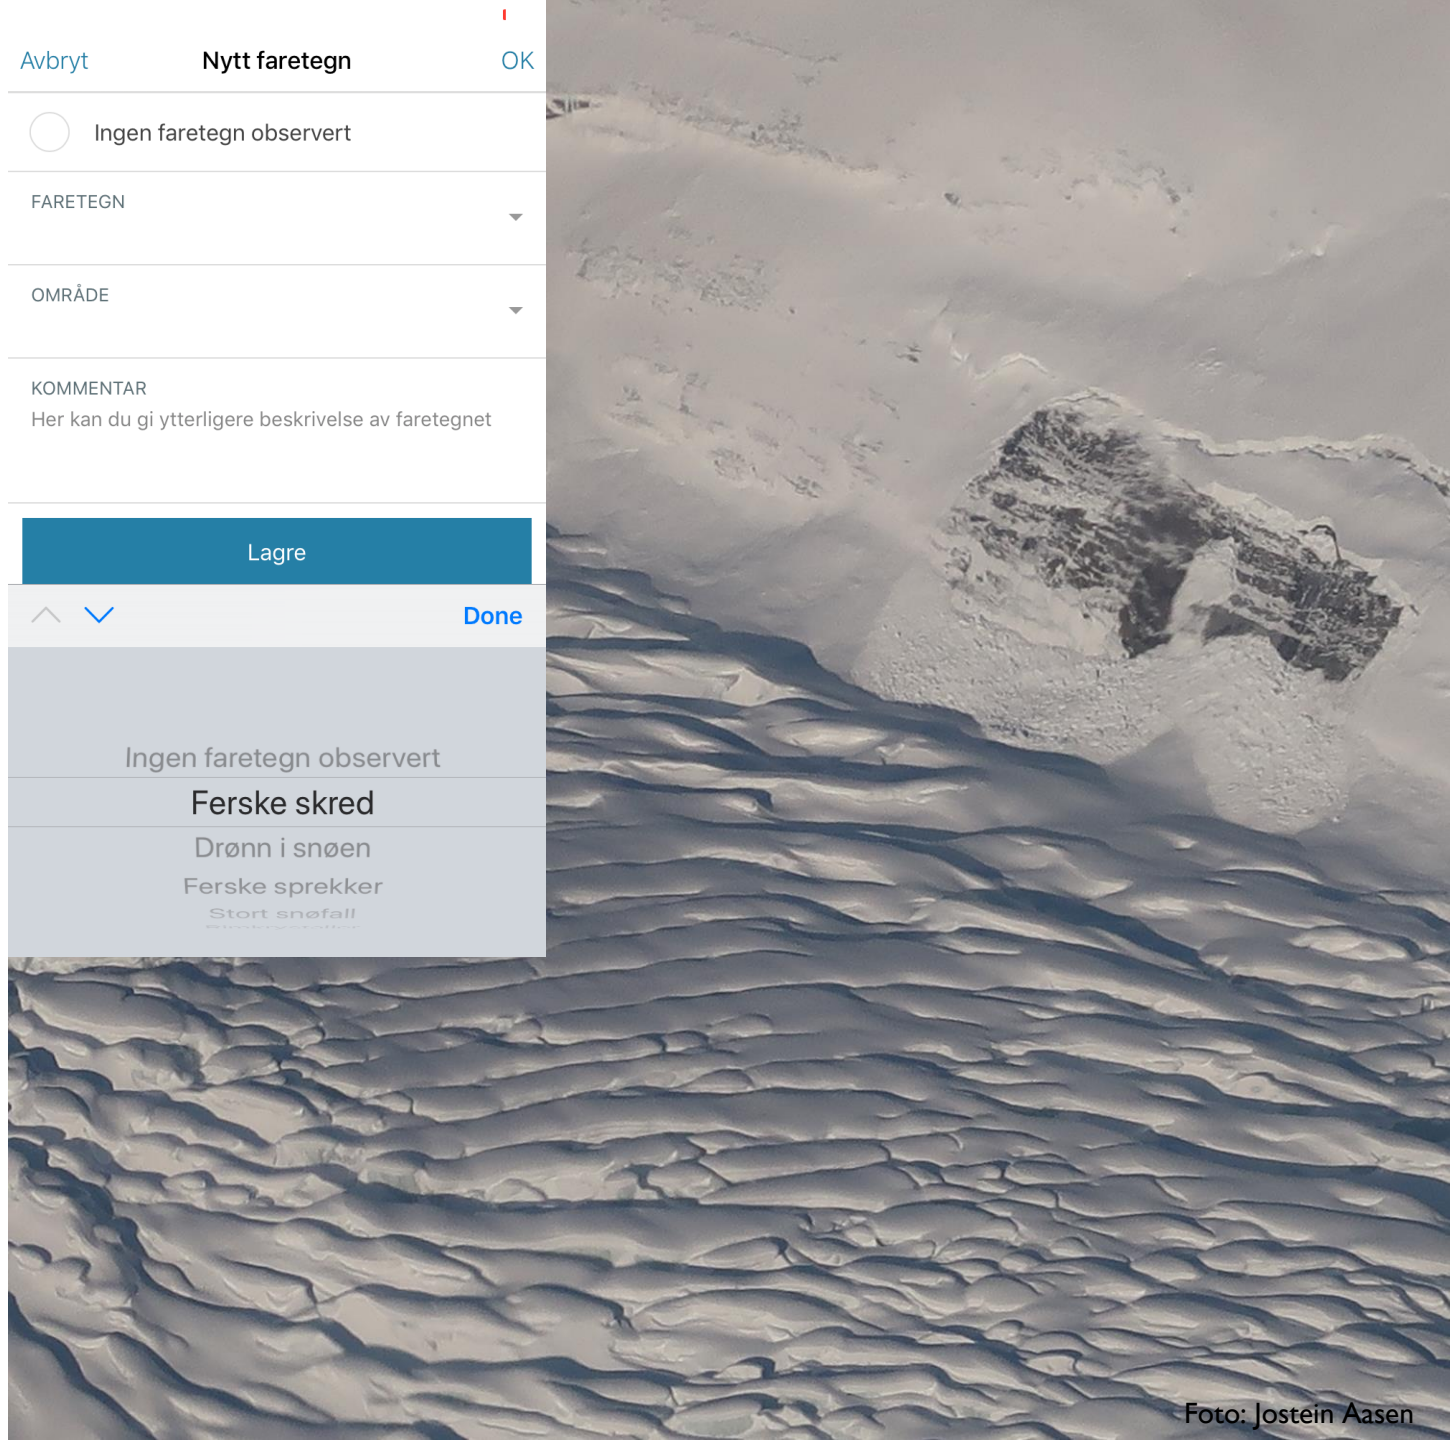 Avbryt
Nytt faretegn
OK
Ingen faretegn observert
FARETEGN
OMRÅDE
KOMMENTAR
Her kan du gi ytterligere beskrivelse av faretegnet
Lagre
Done
Ingen faretegn observert
Ferske skred
Drønn i snøen
Ferske sprekker
Stort snøfall
Foto: Jostein Aasen